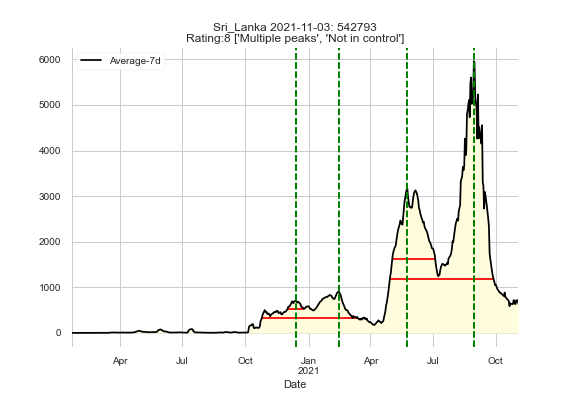 Sri_Lanka 2021-11-03: 542793
Rating:8 ['Multiple peaks', 'Not in control']
Average-7d
6000
5000
4000
3000
2000
1000
0
Apr
Jul
Oct
Jan
2021
Apr
Jul
Oct
Date